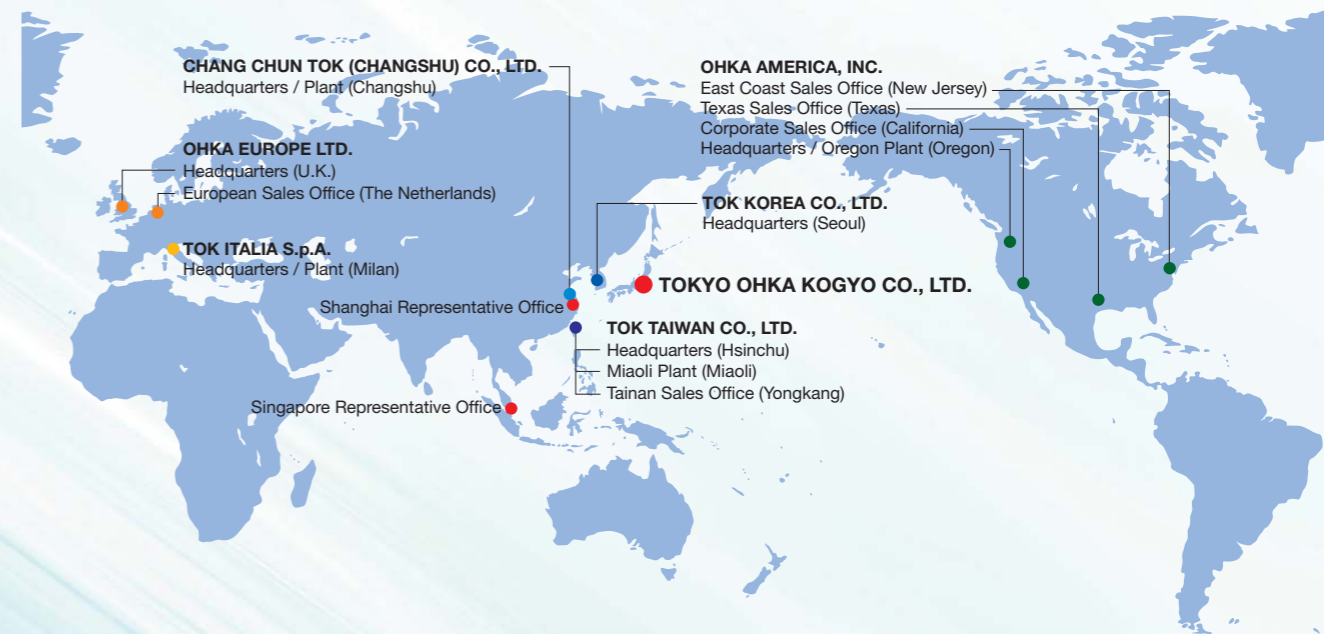 CHANG CHUN TOK (CHANGSHU) CO., LTD.
Headquarters / Plant (Changshu)
OHKA EUROPE LTD.
Headquarters (U.K.)
European Sales Office (The Netherlands)
TOK ITALIA S.p.A.
Headquarters / Plant (Milan)
Shanghai Representative Office
Singapore Representative Office
OHKA AMERICA, INC.
East Coast Sales Office (New Jersey)
Texas Sales Office (Texas)
Corporate Sales Office (California)
Headquarters / Oregon Plant (Oregon)
TOK KOREA CO., LTD.
Headquarters (Seoul)
TOKYO OHKA KOGYO CO., LTD.
TOK TAIWAN CO., LTD.
Headquarters (Hsinchu)
Miaoli Plant (Miaoli)
Tainan Sales Office (Yongkang)